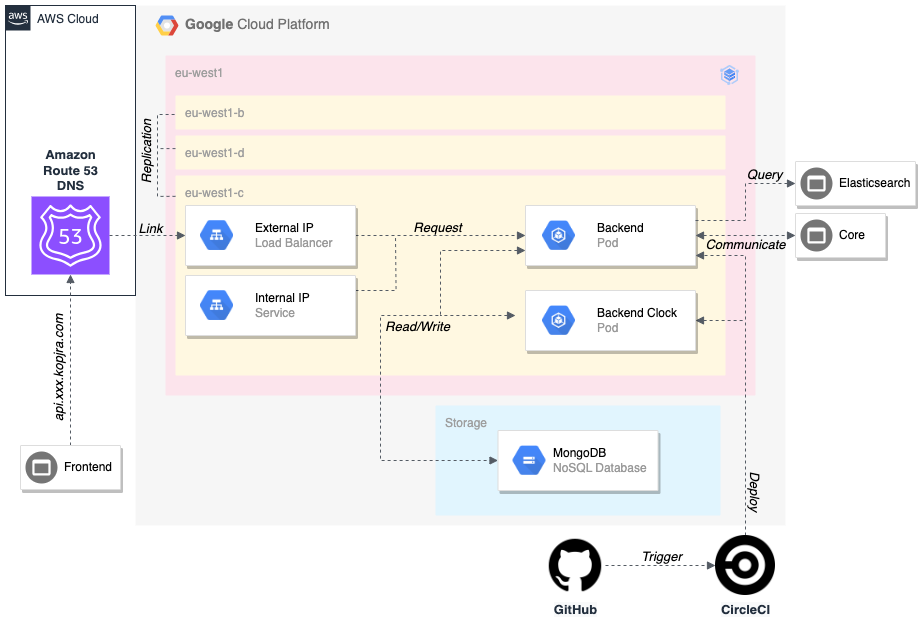 aws
AWS Cloud
Google Cloud Platform
eu-west1
eu-west1-b
eu-west1-d
eu-west1-c
Replication
Amazon
Route 53
DNS
53
Link
External IP
Load Balancer
Internal IP
Service
Request
Read/Write
Backend
Pod
Backend Clock
Pod
Query
Elasticsearch
Core
Communicate
api.xxx.kopjra.com
Frontend
Storage
MongoDB
NoSQL Database
Deploy
Trigger
GitHub
CircleCI